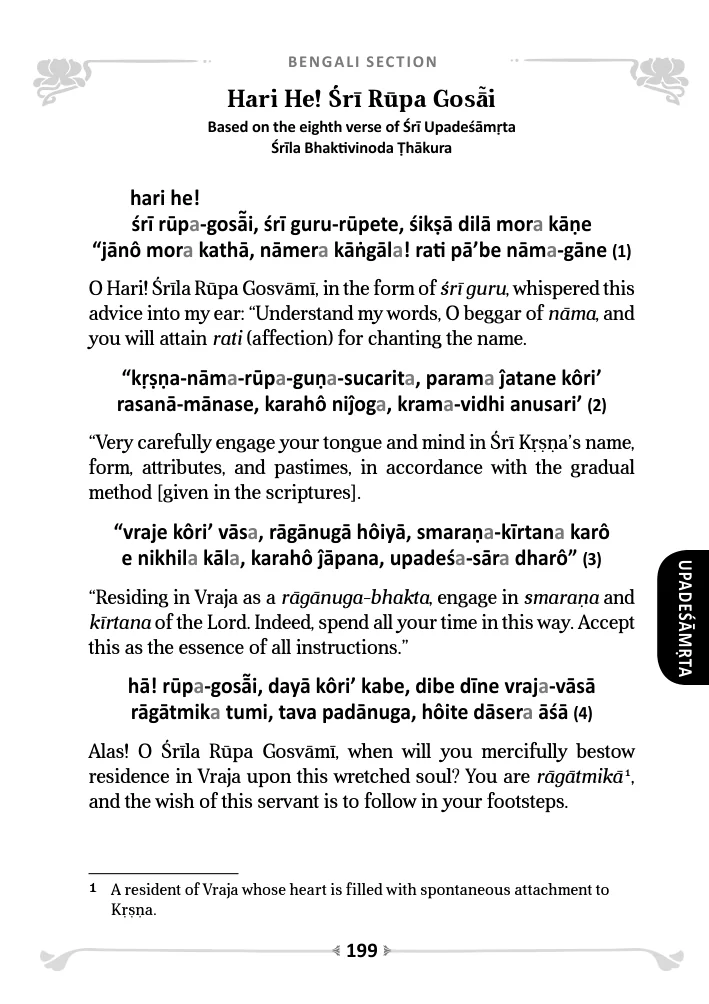 BENGALI SECTION
Hari He! Śrī Rūpa Gosā̃i
Based on the eighth verse of Śrī Upadeśāmṛta
Śrīla Bhaktivinoda Ṭhākura
hari he!
śrī rūpa-gosā̃i, śrī guru-rūpete, śikṣā dilā mora kāṇe
“jānô mora kathā, nāmera kāṅgāla! rati pā’be nāma-gāne (1)
O Hari! Śrīla Rūpa Gosvāmī, in the form of śrī guru, whispered this
advice into my ear: “Understand my words, O beggar of nāma, and
you will attain rati (affection) for chanting the name.
“kṛṣṇa-nāma-rūpa-guṇa-sucarita, parama ĵatane kôri’
rasanā-mānase, karahô niĵoga, krama-vidhi anusari’ (2)
“Very carefully engage your tongue and mind in Śrī Kṛṣṇa’s name,
form, attributes, and pastimes, in accordance with the gradual
method [given in the scriptures].
“vraje kôri’ vāsa, rāgānugā hôiyā, smaraṇa-kīrtana karô
e nikhila kāla, karahô ĵāpana, upadeśa-sāra dharô” (3)
“Residing in Vraja as a rāgānuga-bhakta, engage in smaraṇa and
kīrtana of the Lord. Indeed, spend all your time in this way. Accept
this as the essence of all instructions.”
hā! rūpa-gosā̃i, dayā kôri’ kabe, dibe dīne vraja-vāsā
rāgātmika tumi, tava padānuga, hôite dāsera āśā (4)
Alas! O Śrīla Rūpa Gosvāmī, when will you mercifully bestow
residence in Vraja upon this wretched soul? You are rāgātmikā¹,
and the wish of this servant is to follow in your footsteps.
UPADEŚĀMṚTA
1 A resident of Vraja whose heart is filled with spontaneous attachment to
Kṛṣṇa.
199